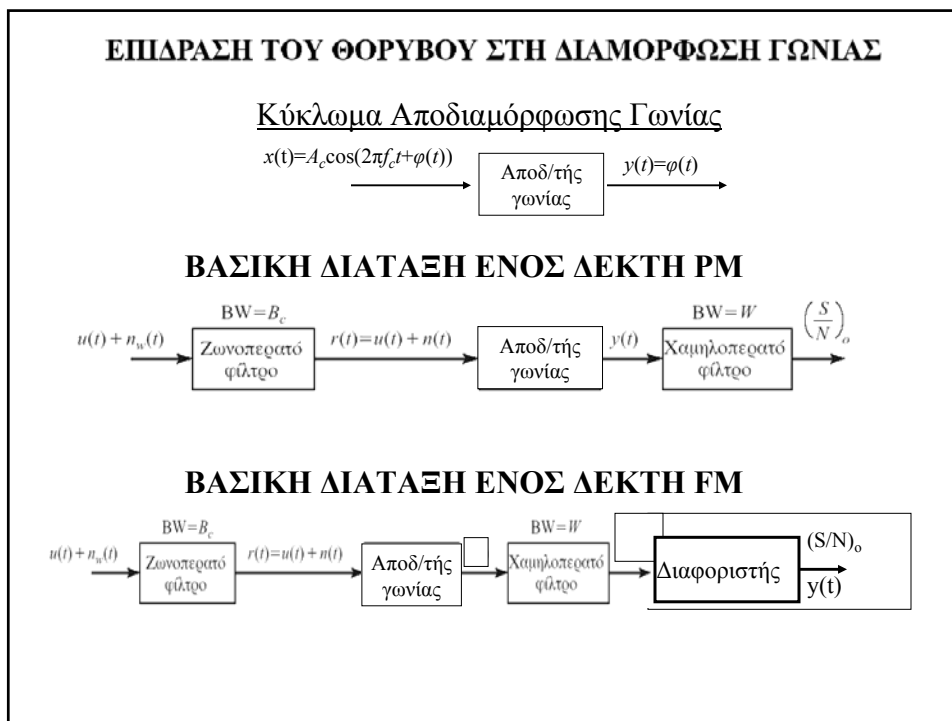 ΕΠΙΔΡΑΣΗ ΤΟΥ ΘΟΡΥΒΟΥ ΣΤΗ ΔΙΑΜΟΡΦΩΣΗ ΓΩΝΙΑΣ
Κύκλωμα Αποδιαμόρφωσης Γωνίας
x(t)=A_c cos(2πf_c t+φ(t))
Αποδ/τής
γωνίας
y(t)=φ(t)
ΒΑΣΙΚΗ ΔΙΑΤΑΞΗ ΕΝΟΣ ΔΕΚΤΗ PM
BW=B_c
BW=W
u(t)+n_w(t)
Ζωνοπερατό
φίλτρο
r(t)=u(t)+n(t)
Αποδ/τής
γωνίας
y(t)
Χαμηλοπερατό
φίλτρο
(S/N)_o
ΒΑΣΙΚΗ ΔΙΑΤΑΞΗ ΕΝΟΣ ΔΕΚΤΗ FM
BW=B_c
BW=W
u(t)+n_w(t)
Ζωνοπερατό
φίλτρο
r(t)=u(t)+n(t)
Αποδ/τής
γωνίας
Χαμηλοπερατό
φίλτρο
Διαφοριστής
(S/N)_o
y(t)